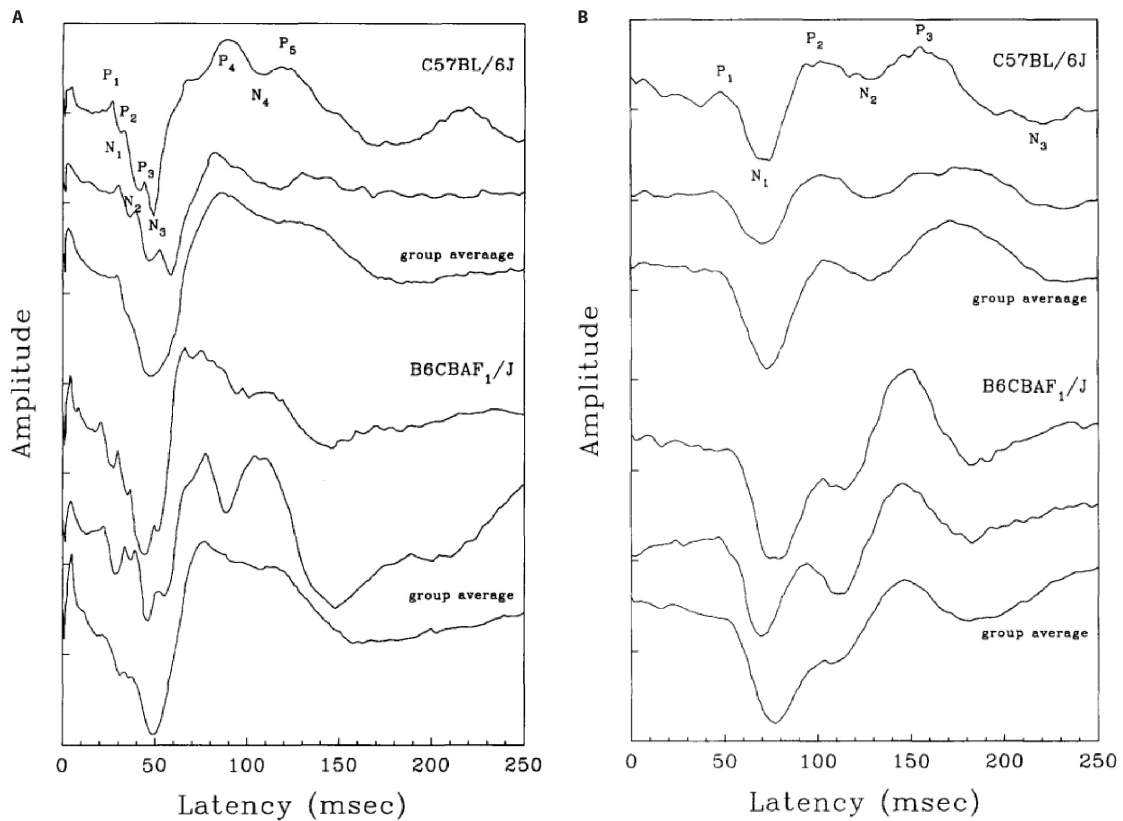 A
C57BL/6J
P1
P2
N1
P3
N2
N3
P4
N4
P5
group averaage
B6CBAF1/J
group average
Amplitude
0 50 100 150 200 250
Latency (msec)
B
C57BL/6J
P1
N1
P2
N2
P3
N3
group averaage
B6CBAF1/J
group average
Amplitude
0 50 100 150 200 250
Latency (msec)